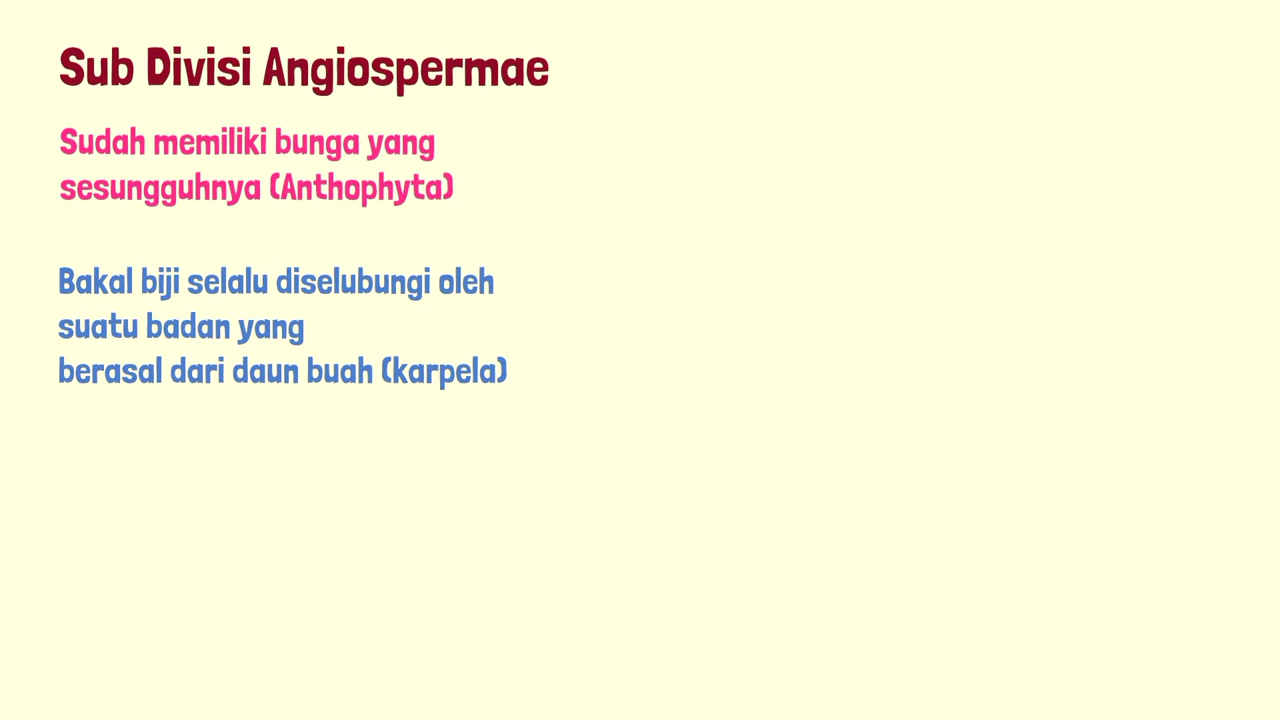 Sub Divisi Angiospermae
Sudah memiliki bunga yang
sesungguhnya (Anthophyta)
Bakal biji selalu diselubungi oleh
suatu badan yang
berasal dari daun buah (karpela)